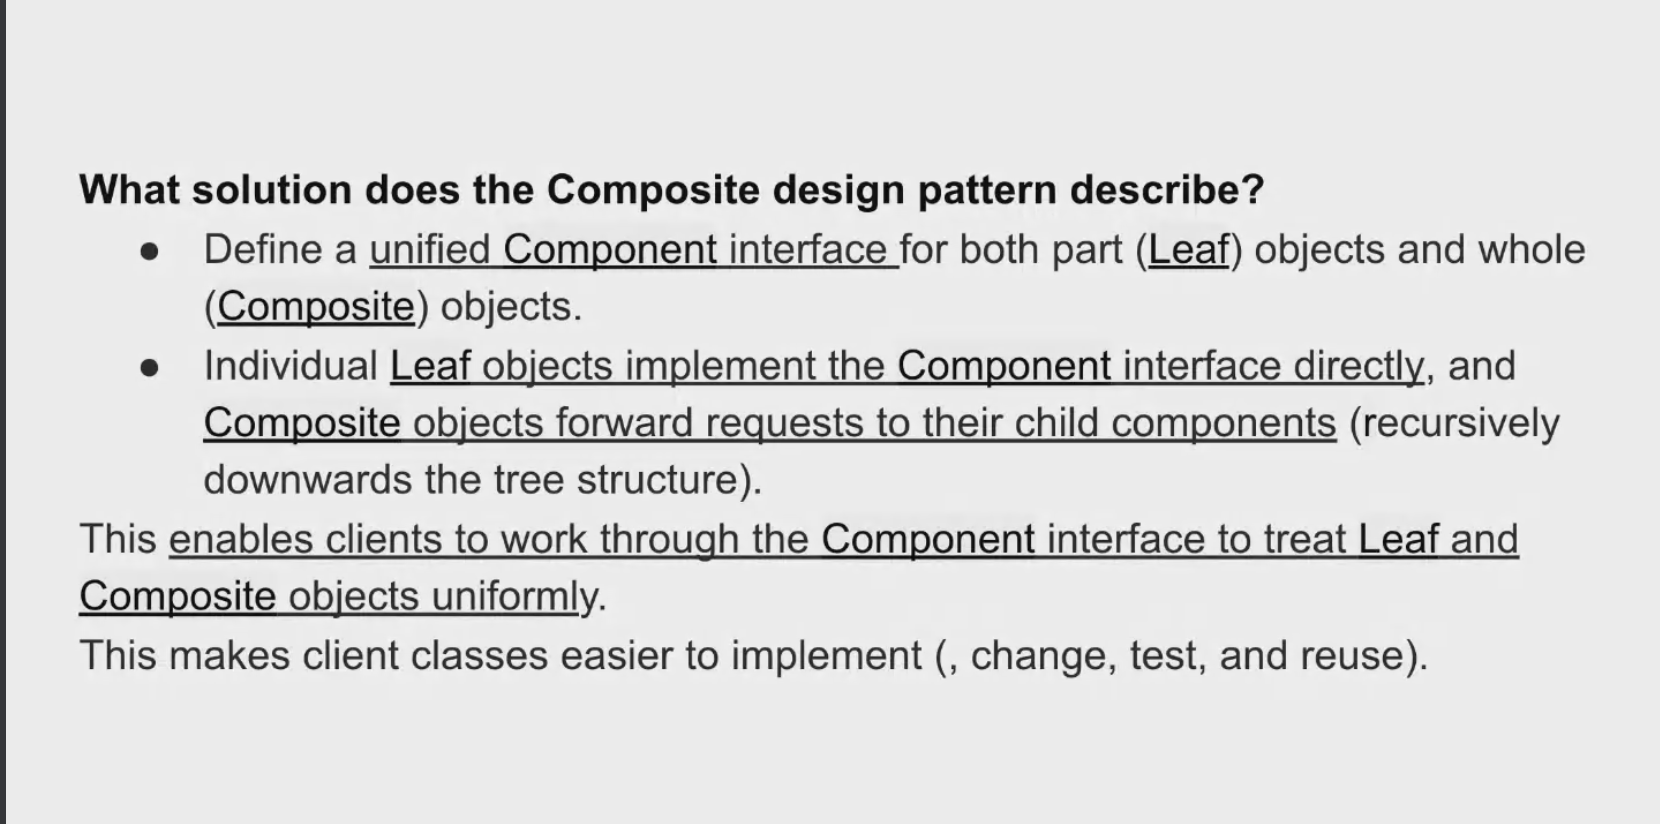 What solution does the Composite design pattern describe?
● Define a unified Component interface for both part (Leaf) objects and whole
(Composite) objects.
● Individual Leaf objects implement the Component interface directly, and
Composite objects forward requests to their child components (recursively
downwards the tree structure).
This enables clients to work through the Component interface to treat Leaf and
Composite objects uniformly.
This makes client classes easier to implement (, change, test, and reuse).